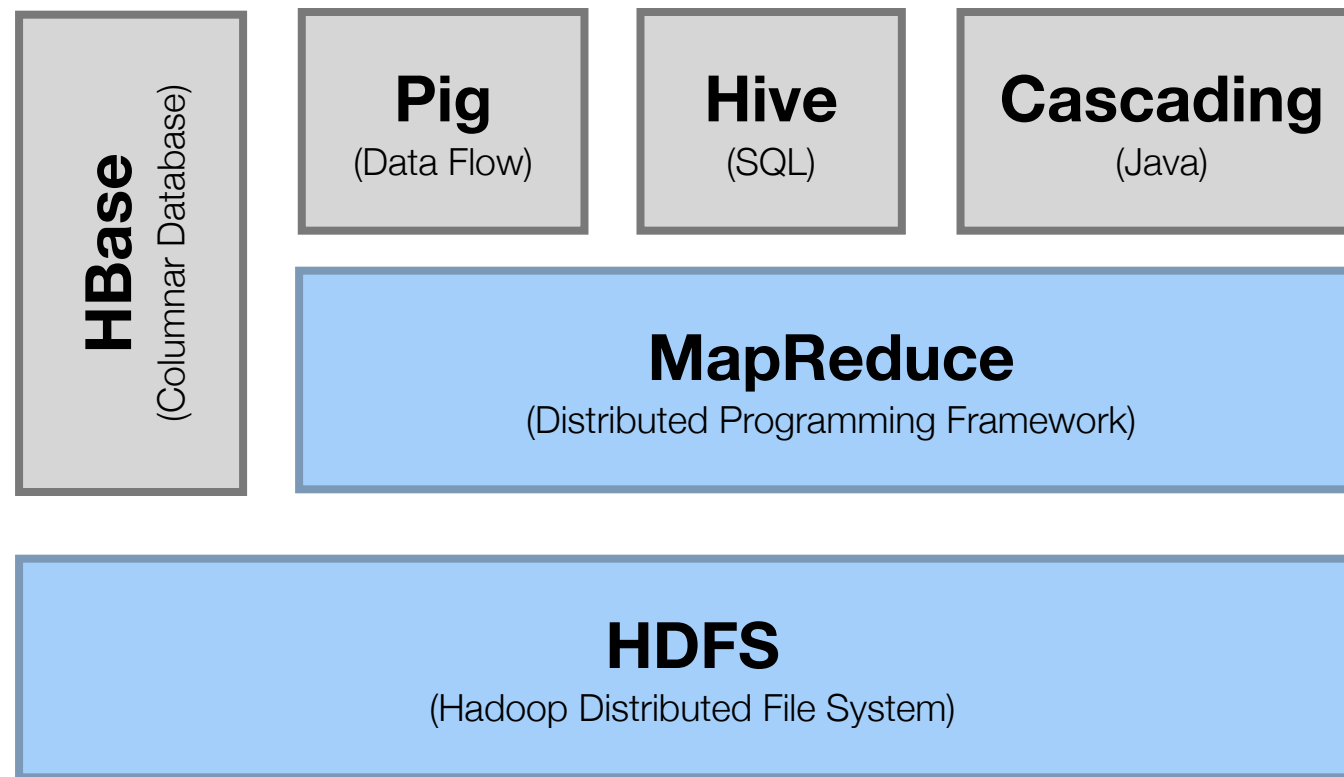 HBase
(Columnar Database)
Pig
(Data Flow)
Hive
(SQL)
Cascading
(Java)
MapReduce
(Distributed Programming Framework)
HDFS
(Hadoop Distributed File System)